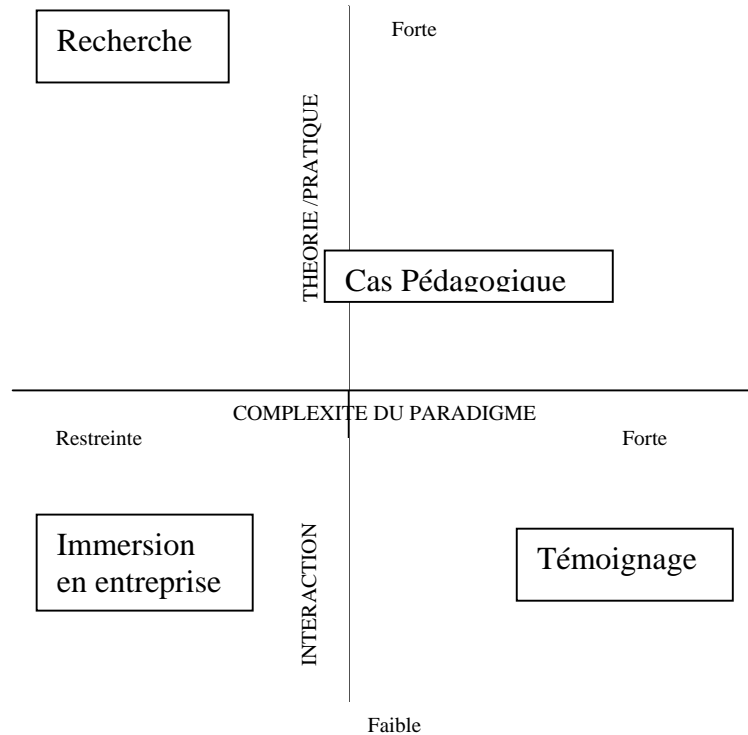 Recherche
Forte
THEORIE /PRATIQUE
Cas Pédagogique
COMPLEXITE DU PARADIGME
Restreinte
Forte
Immersion
en entreprise
INTERACTION
Témoignage
Faible